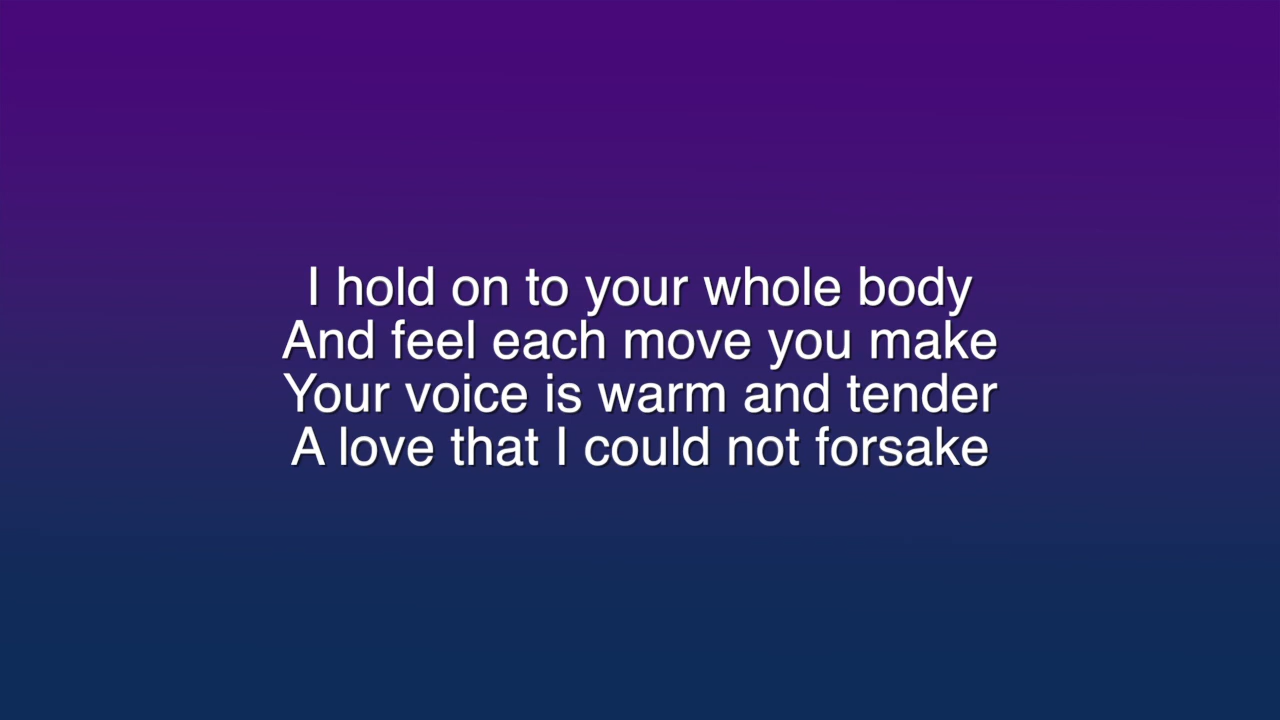 I hold on to your whole body
And feel each move you make
Your voice is warm and tender
A love that I could not forsake